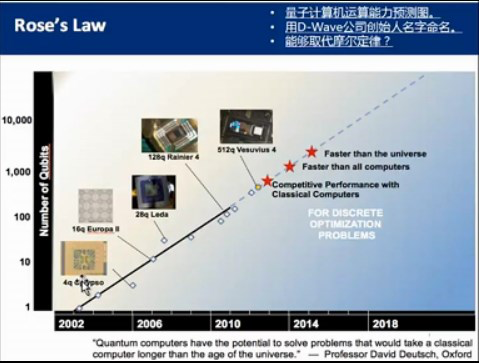 Rose's Law
• 量子计算机运算能力预测图。
• 用D-Wave公司创始人名字命名。
• 能够取代摩尔定律？
Number of Qubits
10,000
1,000
100
10
1
512q Vesuvius 4
128q Rainier 4
28q Leda
16q Europa II
4q Calypso
Faster than the universe
Faster than all computers
Competitive Performance with
Classical Computers
FOR DISCRETE
OPTIMIZATION
PROBLEMS
2002
2006
2010
2014
2018
"Quantum computers have the potential to solve problems that would take a classical
computer longer than the age of the universe." — Professor David Deutsch, Oxford